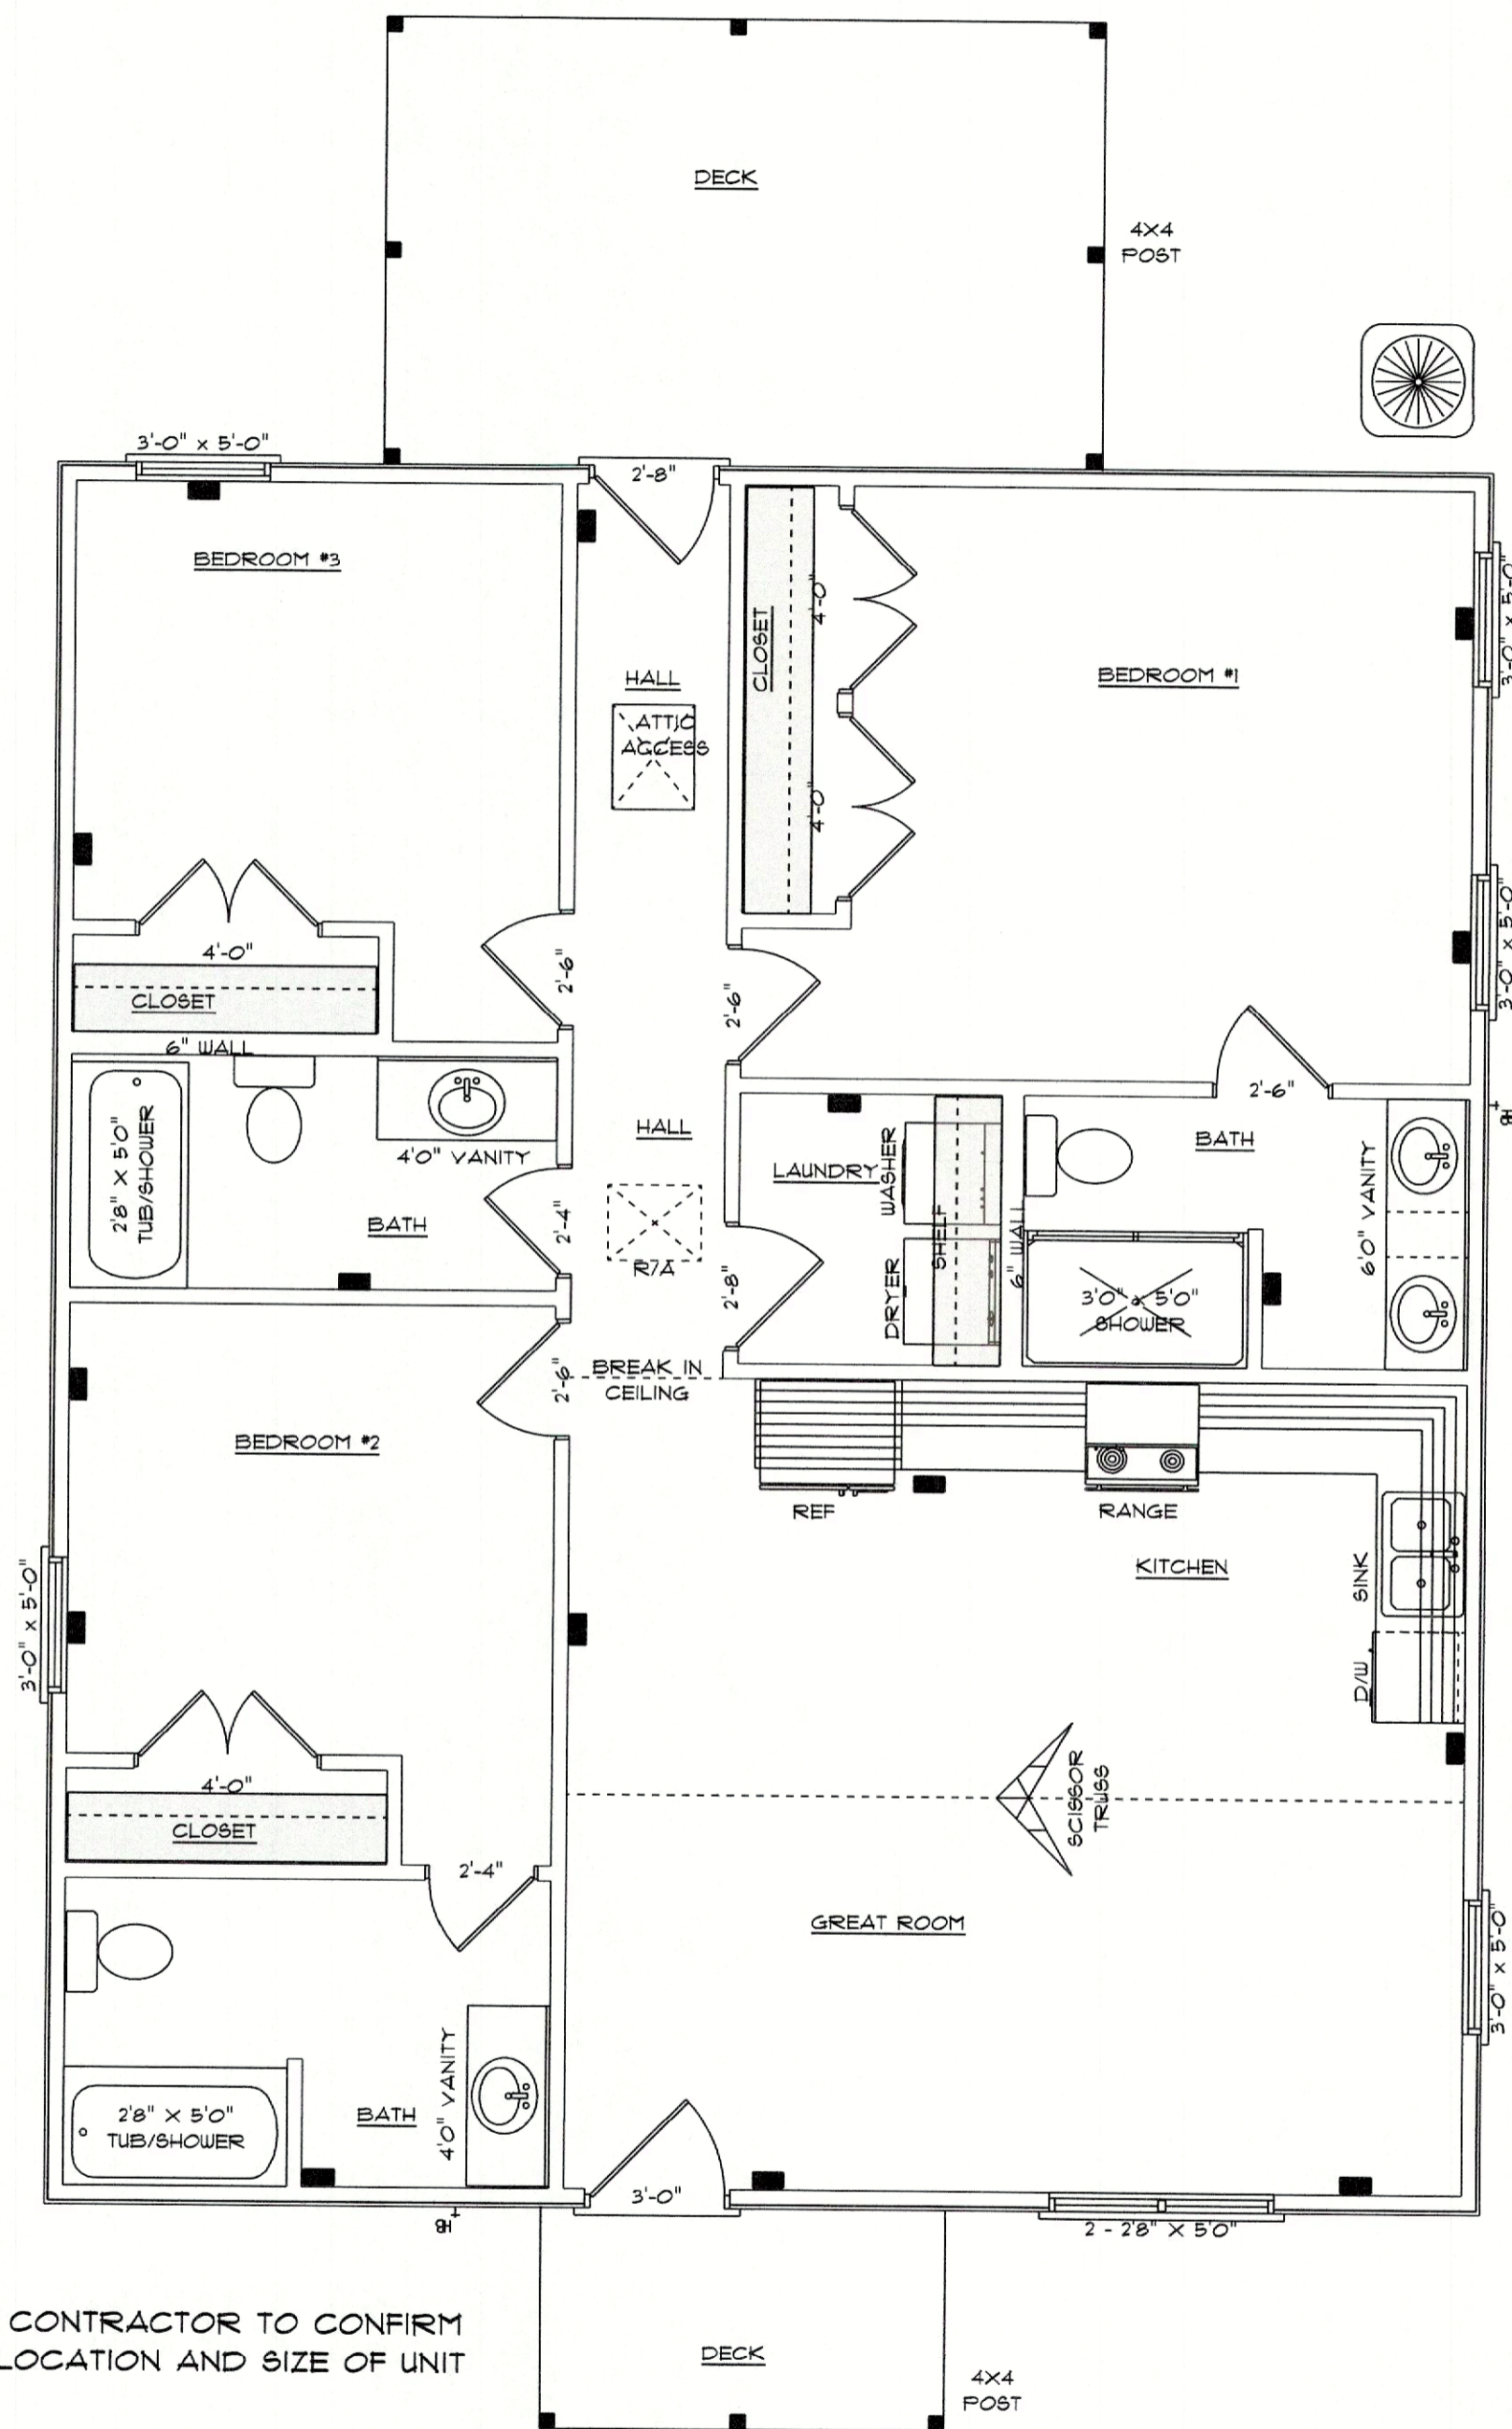 DECK
4X4
POST
3'-0" x 5'-0"
2'-8"
BEDROOM #3
3'-0" x 5'-0"
CLOSET
4'-0"
HALL
BEDROOM #1
ATTIC
ACCESS
4'-0"
3'-0" x 5'-0"
4'-0"
CLOSET
2'-6"
2'-6"
6" WALL
2'-6"
HB
2'8" X 5'0"
TUB/SHOWER
4'0" VANITY
HALL
BATH
LAUNDRY
WASHER
6'0" VANITY
BATH
2'-4"
SHELF
6" WALL
R/A
2'-8"
DRYER
3'0" x 5'0"
SHOWER
BREAK IN
CEILING
2'-6"
BEDROOM #2
REF
RANGE
KITCHEN
SINK
3'-0" x 5'-0"
D/W
4'-0"
SCISSOR
TRUSS
CLOSET
2'-4"
GREAT ROOM
3'-0" x 5'-0"
4'0" VANITY
2'8" X 5'0"
TUB/SHOWER
BATH
3'-0"
HB
2 - 2'8" X 5'0"
CONTRACTOR TO CONFIRM
LOCATION AND SIZE OF UNIT
DECK
4X4
POST